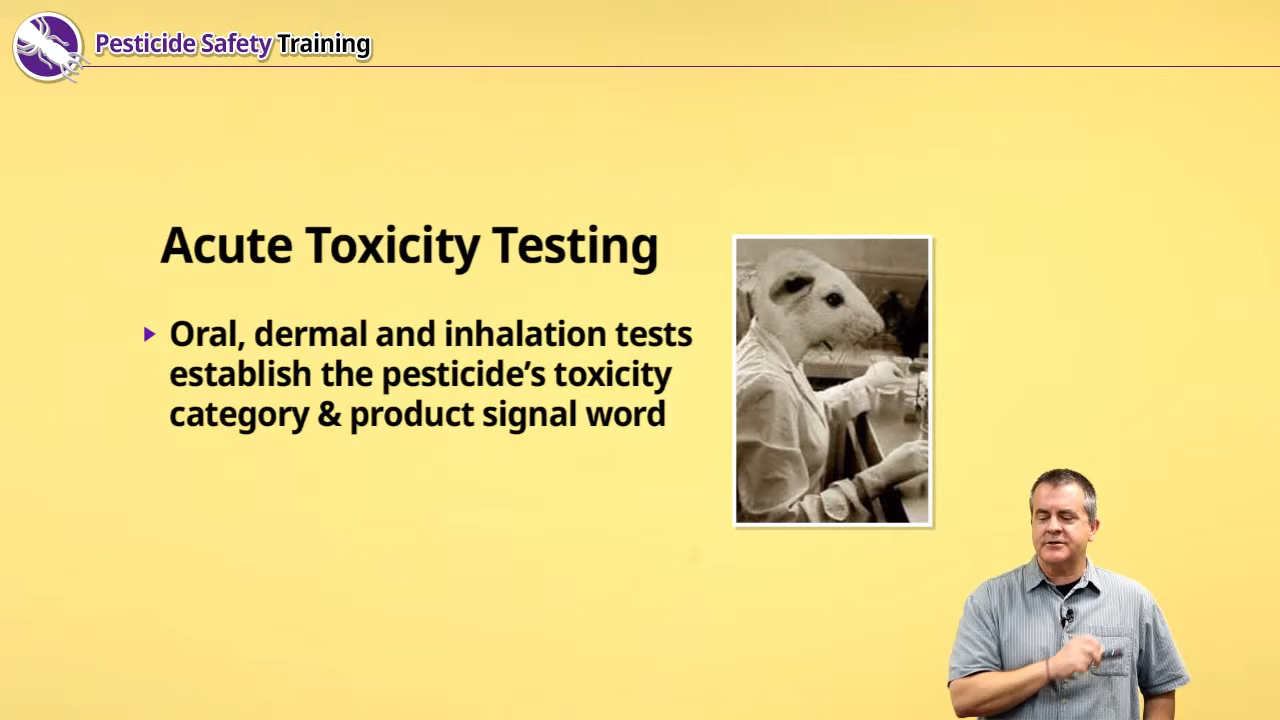 Pesticide Safety Training
Acute Toxicity Testing
Oral, dermal and inhalation tests
establish the pesticide’s toxicity
category & product signal word